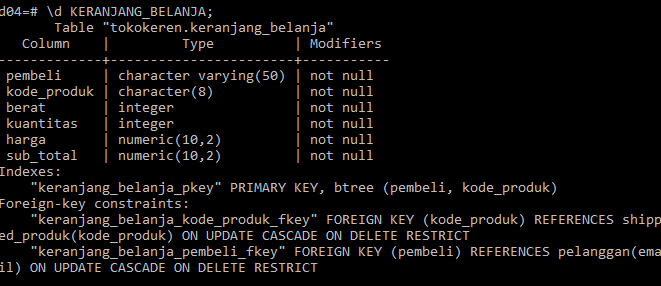 d04=# \d KERANJANG_BELANJA;
Table "tokokeren.keranjang_belanja"
Column | Type | Modifiers
-------------+-----------------------+-----------
pembeli | character varying(50) | not null
kode_produk | character(8) | not null
berat | integer | not null
kuantitas | integer | not null
harga | numeric(10,2) | not null
sub_total | numeric(10,2) | not null
Indexes:
"keranjang_belanja_pkey" PRIMARY KEY, btree (pembeli, kode_produk)
Foreign-key constraints:
"keranjang_belanja_kode_produk_fkey" FOREIGN KEY (kode_produk) REFERENCES shipp
ed_produk(kode_produk) ON UPDATE CASCADE ON DELETE RESTRICT
"keranjang_belanja_pembeli_fkey" FOREIGN KEY (pembeli) REFERENCES pelanggan(ema
il) ON UPDATE CASCADE ON DELETE RESTRICT